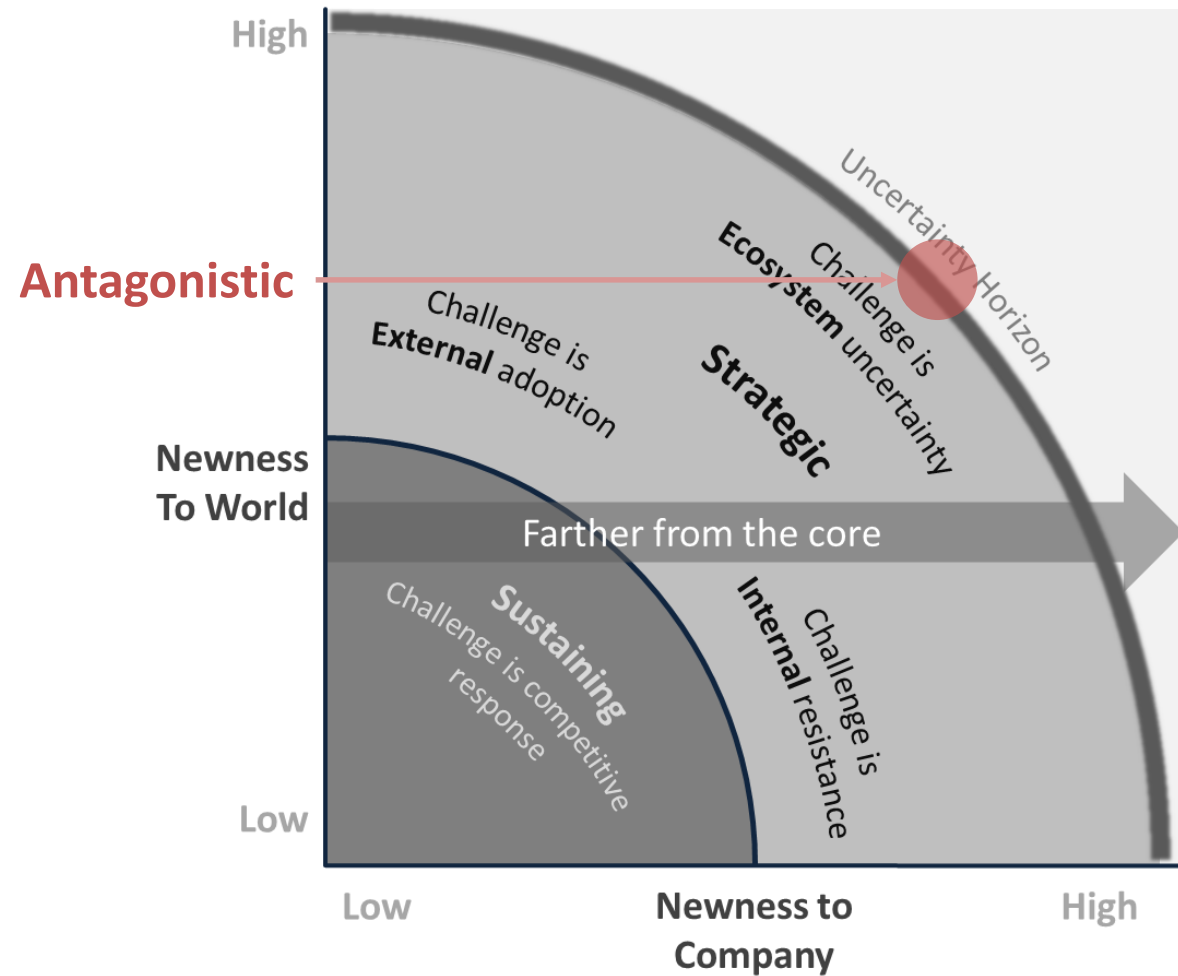 High
Uncertainty Horizon
Challenge is
Ecosystem uncertainty
Antagonistic
Challenge is
External adoption
Strategic
Newness
To World
Farther from the core
Sustaining
Challenge is competitive
response
Challenge is
Internal resistance
Low
Low
Newness to
Company
High